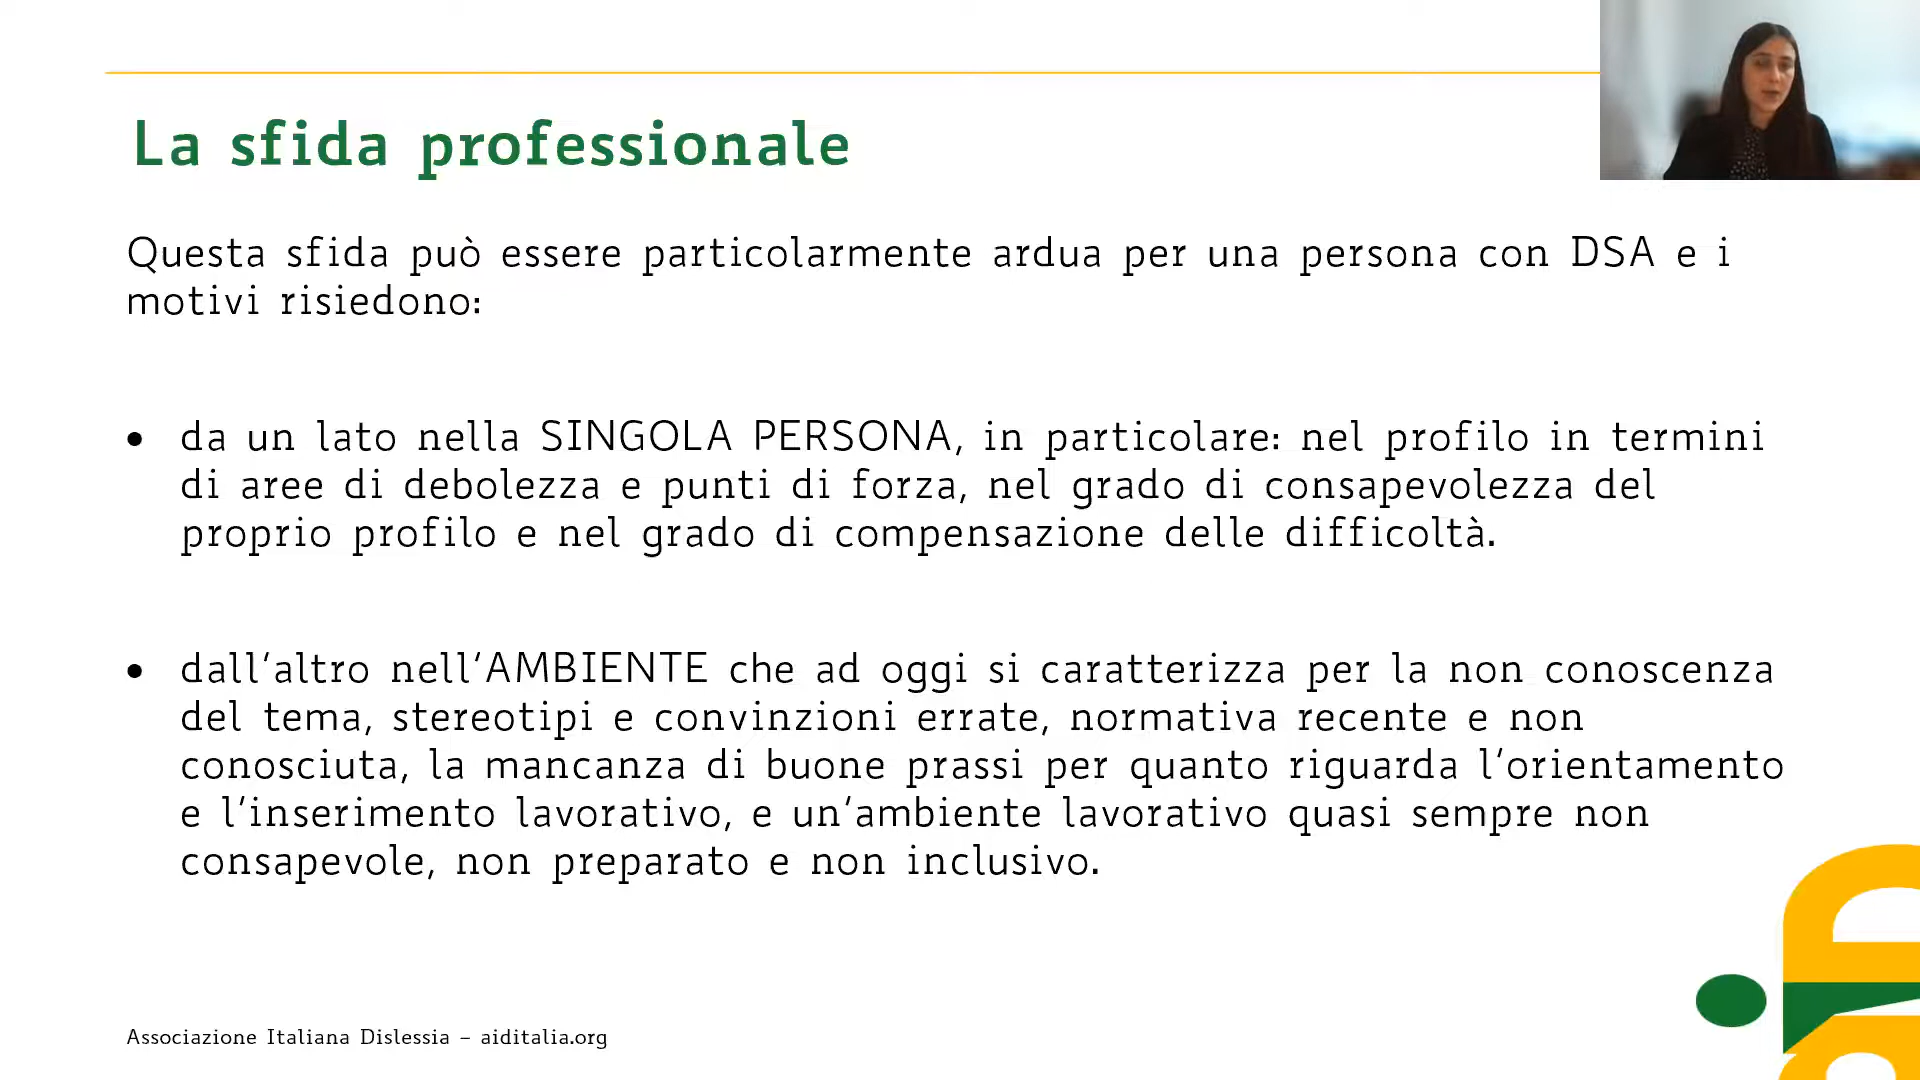 La sfida professionale
Questa sfida può essere particolarmente ardua per una persona con DSA e i
motivi risiedono:
• da un lato nella SINGOLA PERSONA, in particolare: nel profilo in termini
di aree di debolezza e punti di forza, nel grado di consapevolezza del
proprio profilo e nel grado di compensazione delle difficoltà.
• dall’altro nell’AMBIENTE che ad oggi si caratterizza per la non conoscenza
del tema, stereotipi e convinzioni errate, normativa recente e non
conosciuta, la mancanza di buone prassi per quanto riguarda l’orientamento
e l’inserimento lavorativo, e un’ambiente lavorativo quasi sempre non
consapevole, non preparato e non inclusivo.
Associazione Italiana Dislessia – aiditalia.org